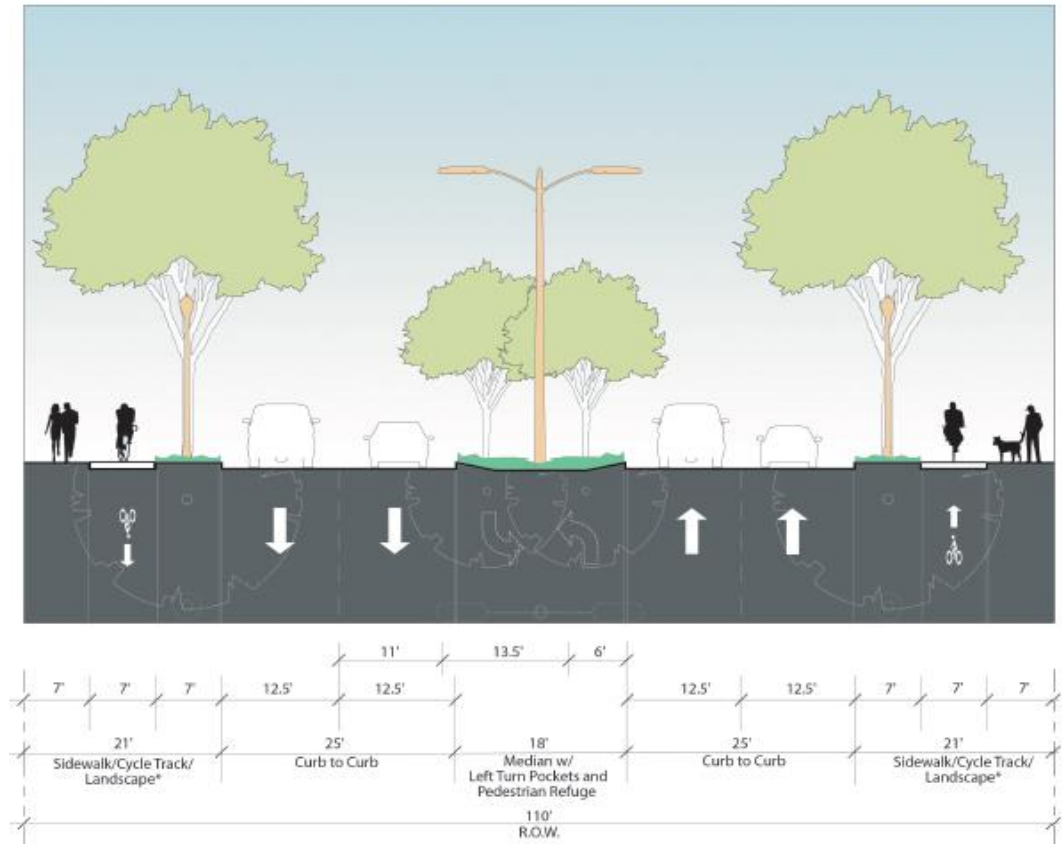 11' 13.5' 6'
7' 7' 7' 12.5' 12.5' 12.5' 12.5' 7' 7' 7'
21' 25' 18' 25' 21'
Sidewalk/Cycle Track/
Landscape*
Curb to Curb
Median w/
Left Turn Pockets and
Pedestrian Refuge
Curb to Curb
Sidewalk/Cycle Track/
Landscape*
110'
R.O.W.